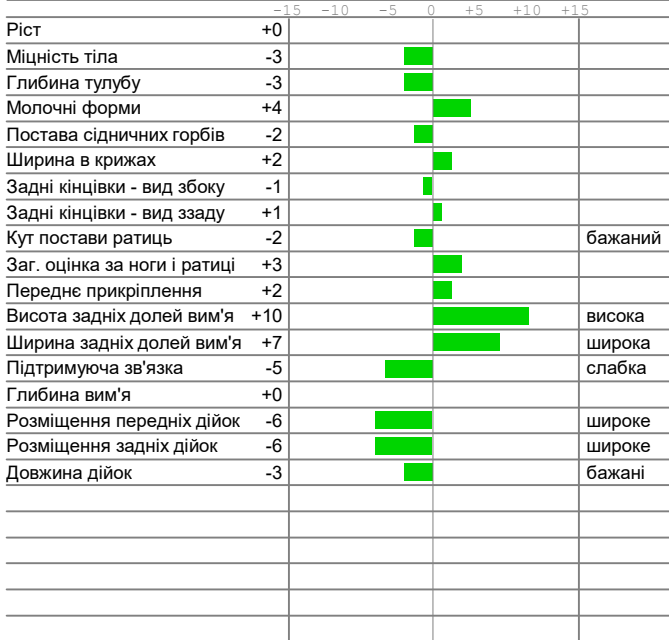 -15 -10 -5 0 +5 +10 +15
Ріст +0
Міцність тіла -3
Глибина тулубу -3
Молочні форми +4
Постава сідничних горбів -2
Ширина в крижах +2
Задні кінцівки - вид збоку -1
Задні кінцівки - вид ззаду +1
Кут постави ратиць -2 бажаний
Заг. оцінка за ноги і ратиці +3
Переднє прикріплення +2
Висота задніх долей вим'я +10 висока
Ширина задніх долей вим'я +7 широка
Підтримуюча зв'язка -5 слабка
Глибина вим'я +0
Розміщення передніх дійок -6 широке
Розміщення задніх дійок -6 широке
Довжина дійок -3 бажані